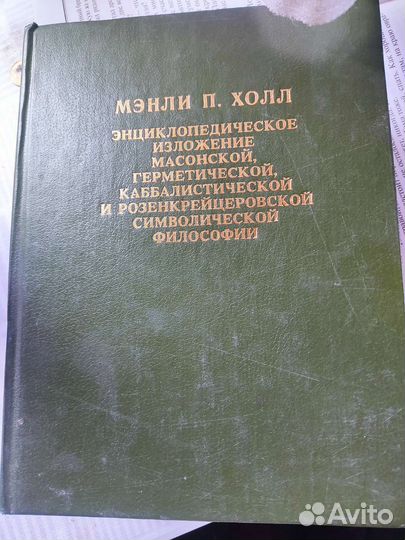 МЭНЛИ П. ХОЛЛ
ЭНЦИКЛОПЕДИЧЕСКОЕ
ИЗЛОЖЕНИЕ
МАСОНСКОЙ,
ГЕРМЕТИЧЕСКОЙ,
КАББАЛИСТИЧЕСКОЙ
И РОЗЕНКРЕЙЦЕРОВСКОЙ
СИМВОЛИЧЕСКОЙ
ФИЛОСОФИИ
Avito